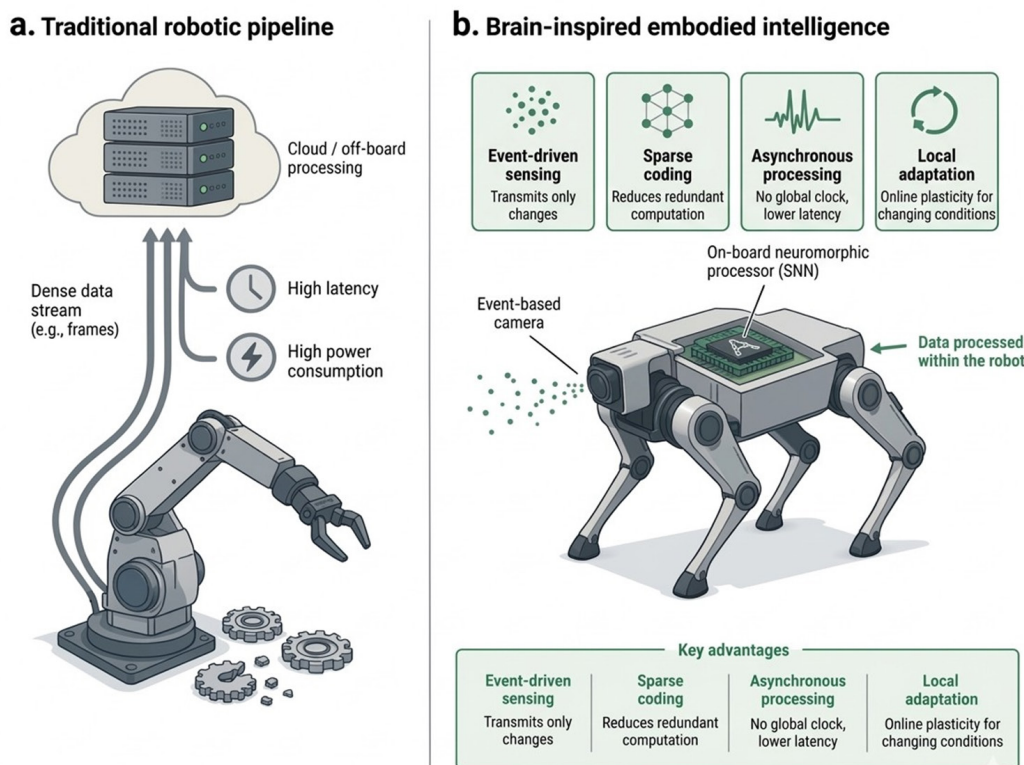 a. Traditional robotic pipeline
Cloud / off-board
processing
Dense data
stream
(e.g., frames)
High latency
High power
consumption
b. Brain-inspired embodied intelligence
Event-driven
sensing
Transmits only
changes
Sparse
coding
Reduces redundant
computation
Asynchronous
processing
No global clock,
lower latency
Local
adaptation
Online plasticity for
changing conditions
On-board neuromorphic
processor (SNN)
Event-based
camera
Data processed
within the robot
Key advantages
Event-driven
sensing
Transmits only
changes
Sparse
coding
Reduces redundant
computation
Asynchronous
processing
No global clock,
lower latency
Local
adaptation
Online plasticity for
changing conditions